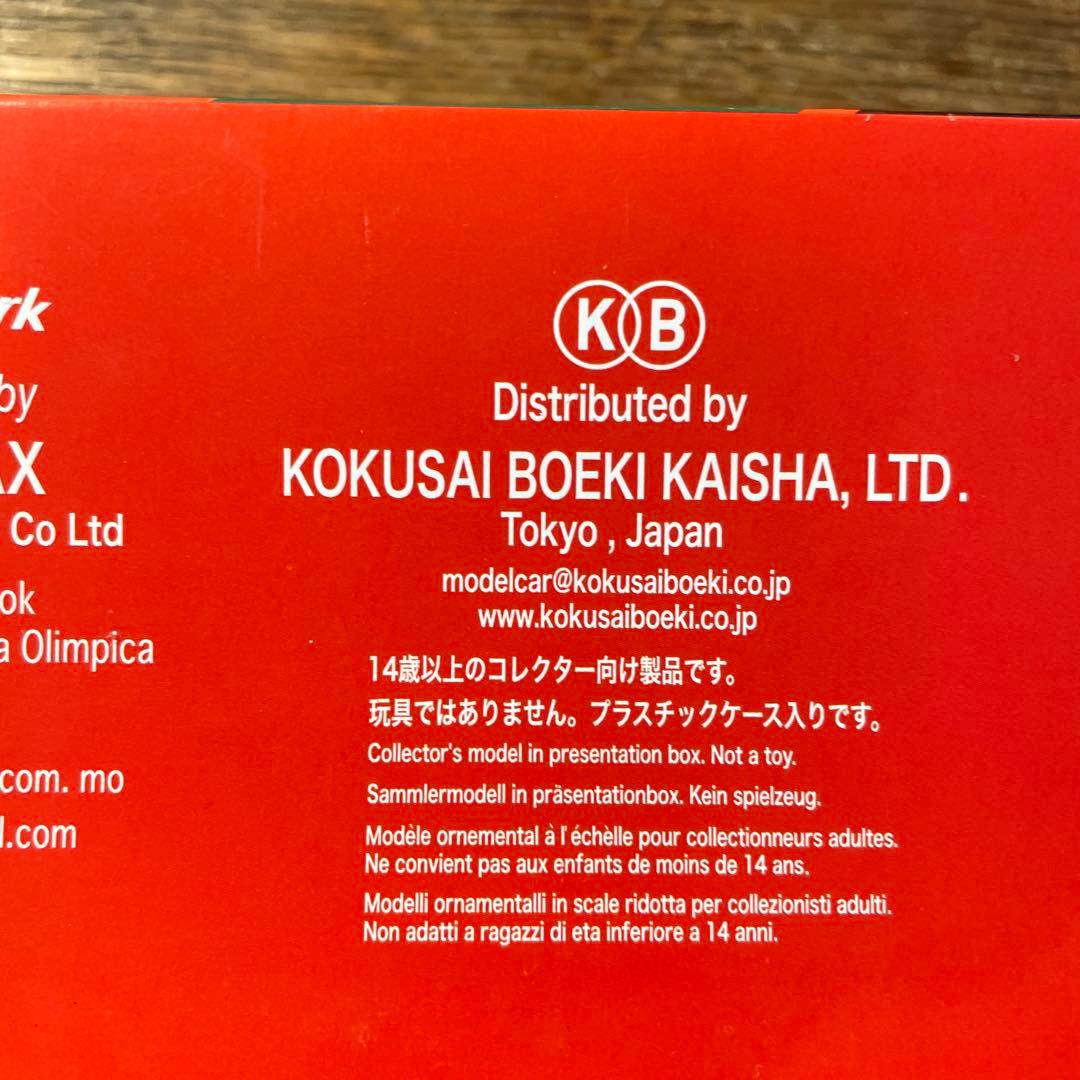 rk
by
AX
Co Ltd
ok
a Olimpica
.com. mo
l.com
K B
Distributed by
KOKUSAI BOEKI KAISHA, LTD.
Tokyo , Japan
modelcar@kokusaiboeki.co.jp
www.kokusaiboeki.co.jp
14歳以上のコレクター向け製品です。
玩具ではありません。プラスチックケース入りです。
Collector's model in presentation box. Not a toy.
Sammlermodell in präsentationbox. Kein spielzeug.
Modèle ornemental à l'échèlle pour collectionneurs adultes.
Ne convient pas aux enfants de moins de 14 ans.
Modelli ornamentalli in scale ridotta per collezionisti adulti.
Non adatti a ragazzi di eta inferiore a 14 anni.